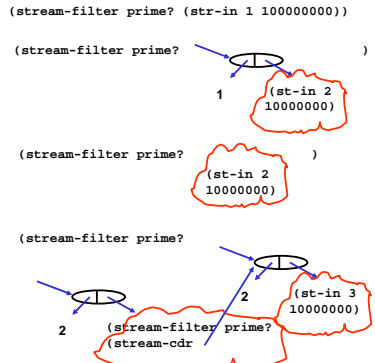 (stream-filter prime? (str-in 1 100000000))
(stream-filter prime? )
1
(st-in 2
10000000)
(stream-filter prime? )
(st-in 2
10000000)
(stream-filter prime?
2
(st-in 3
10000000)
2
(stream-filter prime?
(stream-cdr